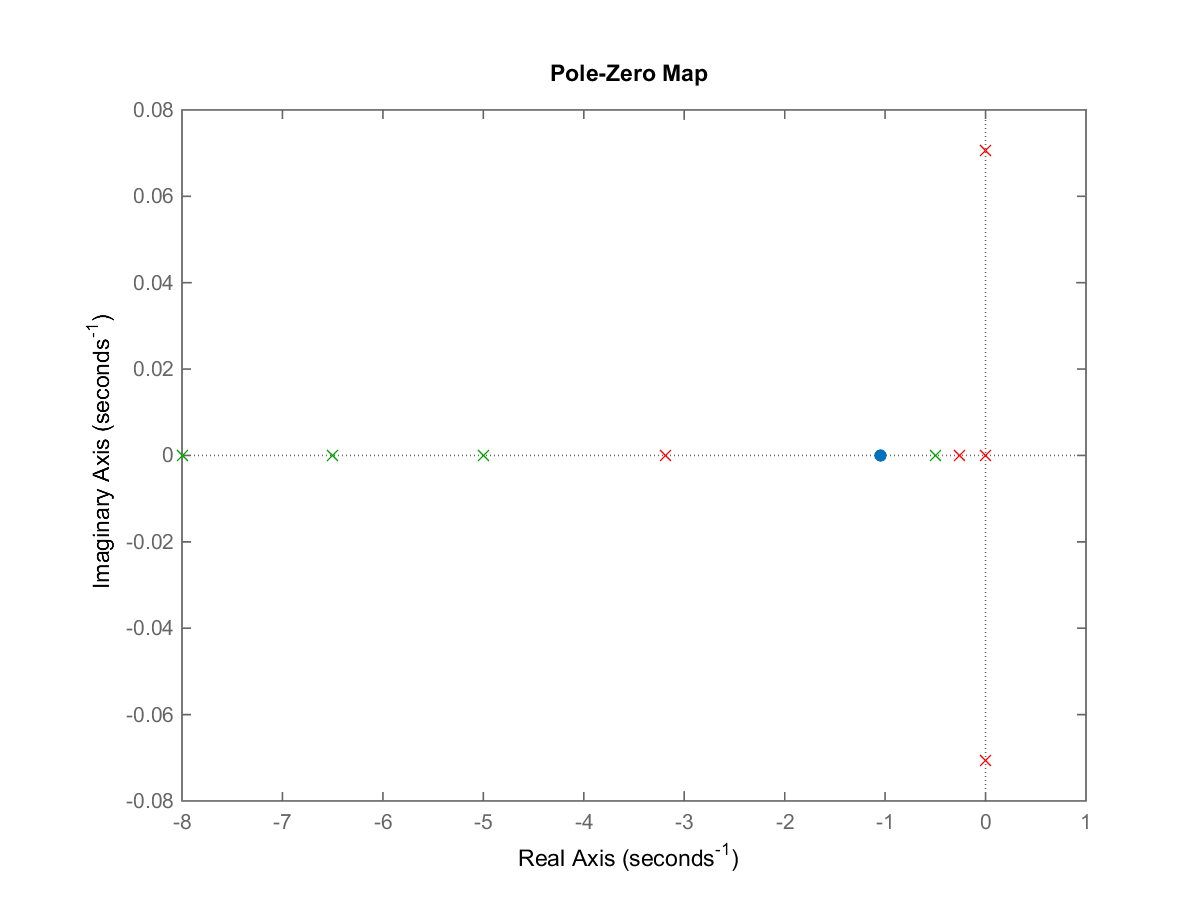 Pole-Zero Map
0.08
0.06
0.04
0.02
0
-0.02
-0.04
-0.06
-0.08
Imaginary Axis (seconds⁻¹)
-8 -7 -6 -5 -4 -3 -2 -1 0 1
Real Axis (seconds⁻¹)